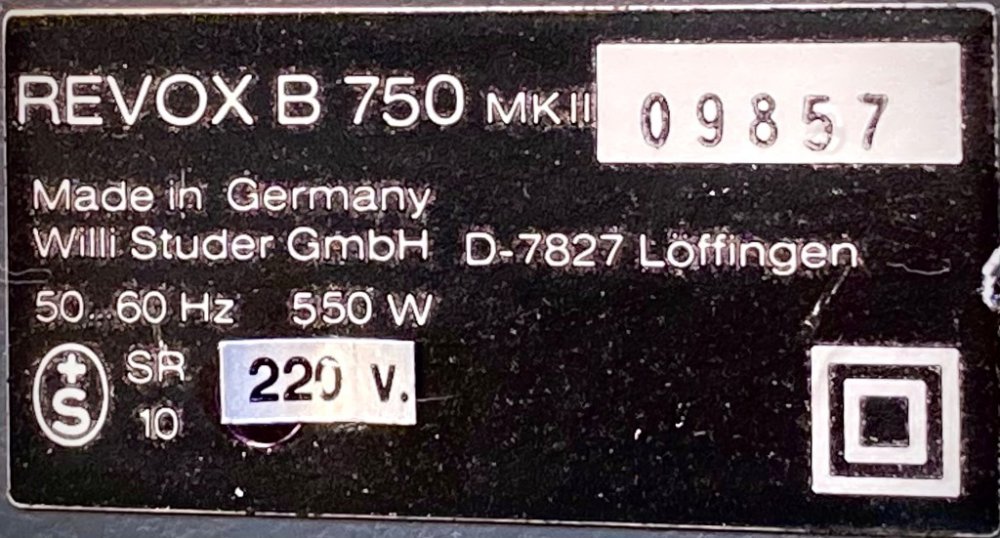 REVOX B 750 MKII 09857
Made in Germany
Willi Studer GmbH D-7827 Löffingen
50...60 Hz 550 W
+S SR 10 220 V.